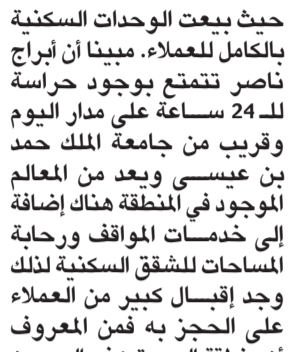 حيث بيعت الوحدات السكنية
بالكامل للعملاء. مبينا أن أبراج
ناصر تتمتع بوجود حراسة
للـ 24 ساعة على مدار اليوم
وقريب من جامعة الملك حمد
بن عيسى ويعد من المعالم
الموجود في المنطقة هناك إضافة
إلى خدمات المواقف ورحابة
المساحات للشقق السكنية لذلك
وجد إقبال كبير من العملاء
على الحجز به فمن المعروف